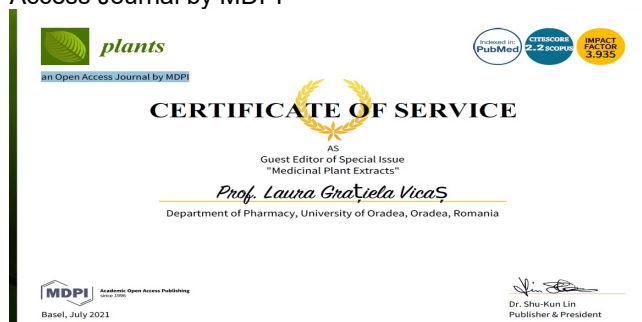 Access Journal by MDPI
plants
an Open Access Journal by MDPI
Indexed in:
PubMed
CITESCORE
2.2 SCOPUS
IMPACT
FACTOR
3.935
CERTIFICATE OF SERVICE
AS
Guest Editor of Special Issue
"Medicinal Plant Extracts"
Prof. Laura Grațiela Vicaș
Department of Pharmacy, University of Oradea, Oradea, Romania
MDPI
Academic Open Access Publishing
since 1996
Basel, July 2021
Dr. Shu-Kun Lin
Publisher & President